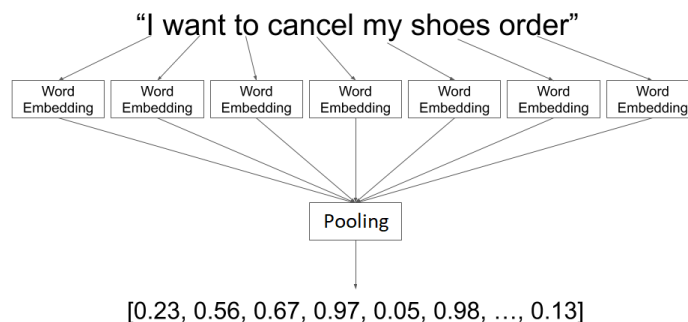 “I want to cancel my shoes order”
Word Embedding
Word Embedding
Word Embedding
Word Embedding
Word Embedding
Word Embedding
Word Embedding
Pooling
[0.23, 0.56, 0.67, 0.97, 0.05, 0.98, …, 0.13]